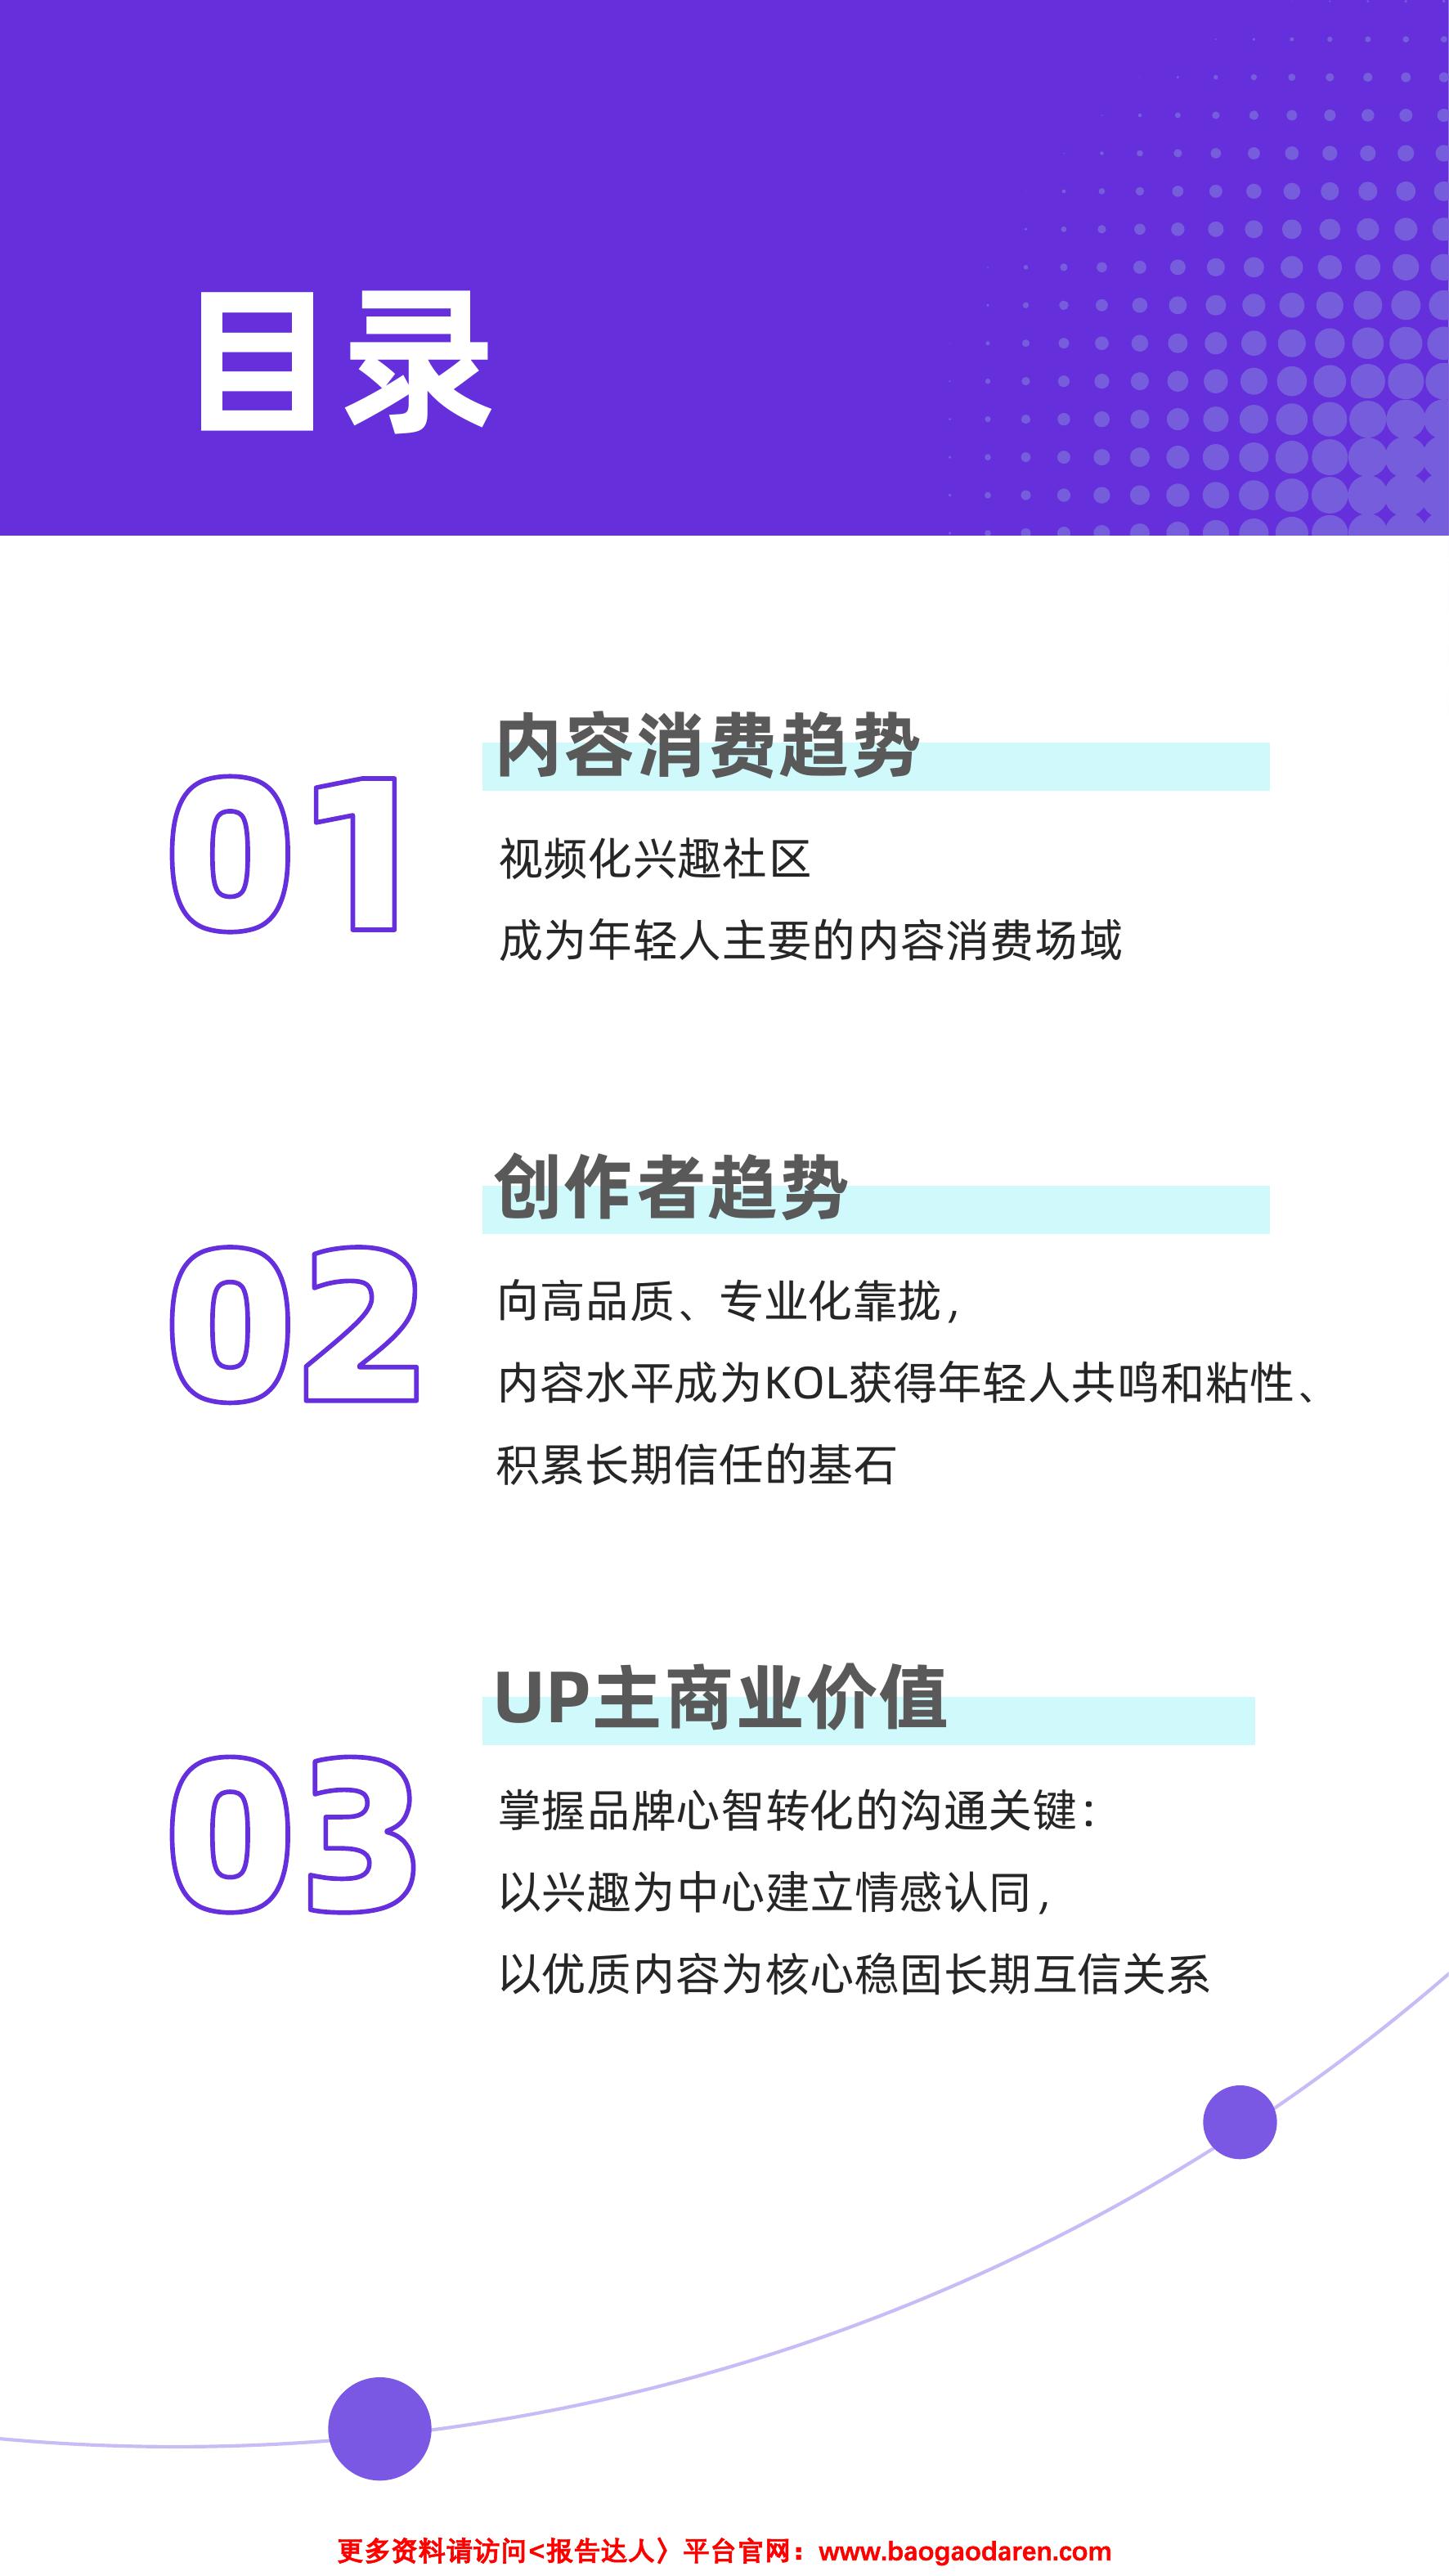 目录
01
内容消费趋势
视频化兴趣社区
成为年轻人主要的内容消费场域
02
创作者趋势
向高品质、专业化靠拢，
内容水平成为KOL获得年轻人共鸣和粘性、
积累长期信任的基石
03
UP主商业价值
掌握品牌心智转化的沟通关键：
以兴趣为中心建立情感认同，
以优质内容为核心稳固长期互信关系
更多资料请访问<报告达人〉平台官网：www.baogaodaren.com